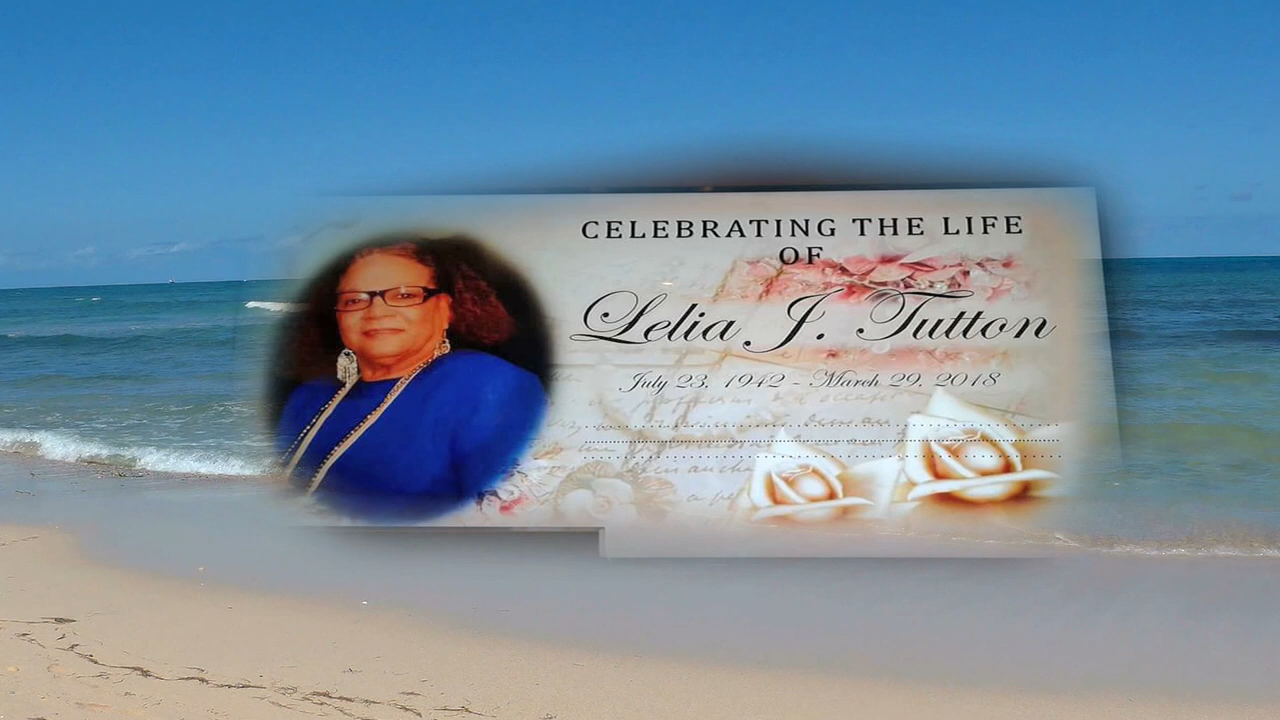 CELEBRATING THE LIFE
OF
Lelia J. Tutton
July 23, 1942 - March 29, 2018